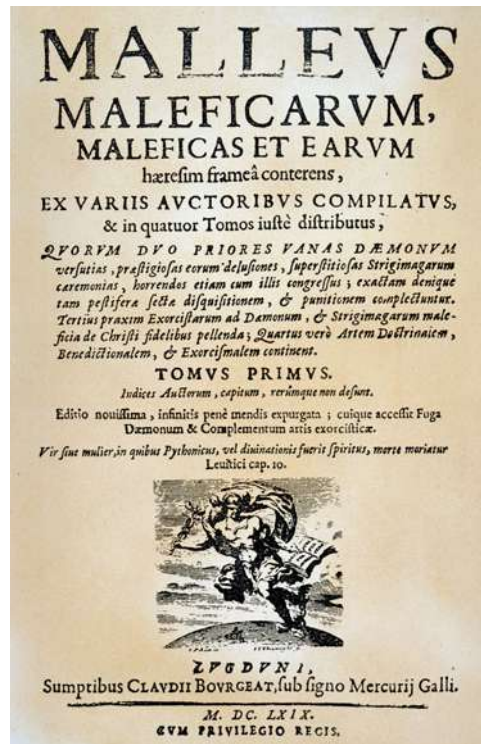 MALLEVS
MALEFICARVM,
MALEFICAS ET EARVM
hæresim frameâ conterens,
EX VARIIS AVCTORIBVS COMPILATVS,
& in quatuor Tomos iustè distributus,
QVORVM DVO PRIORES VANAS DÆMONVM
versutias, præstigiosas eorum delusiones, superstitiosas Strigimagarum
cæremonias, horrendos etiam cum illis congressus; exactam denique
tam pestiferæ sectæ disquisitionem, & punitionem complectuntur.
Tertius praxim Exorcistarum ad Dæmonum, & Strigimagarum male-
ficia de Christi fidelibus pellenda; Quartus verò Artem Doctrinalem,
Benedictionalem, & Exorcismalem continent.
TOMVS PRIMVS.
Indices Auctorum, capitum, rerúmque non desunt.
Editio nouissima, infinitis penè mendis expurgata; cuique accessit Fuga
Dæmonum & Complementum artis exorcisticæ.
Vir siue mulier, in quibus Pythonicus, vel diuinationis fuerit spiritus, morte moriatur
Leuitici cap. 10.
LVGDVNI,
Sumptibus CLAVDII BOVRGEAT, sub signo Mercurij Galli.
M. DC. LXIX.
CVM PRIVILEGIO REGIS.